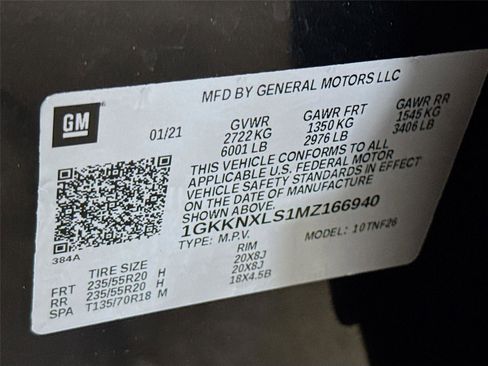 MFD BY GENERAL MOTORS LLC
GM
01/21 GVWR GAWR FRT GAWR RR
2722 KG 1350 KG 1545 KG
6001 LB 2976 LB 3406 LB
THIS VEHICLE CONFORMS TO ALL
APPLICABLE U.S. FEDERAL MOTOR
VEHICLE SAFETY STANDARDS IN EFFECT
ON THE DATE OF MANUFACTURE
SHOWN ABOVE.
1GKKNXLS1MZ166940
TYPE: M.P.V. MODEL: 10TNF26
384A
TIRE SIZE RIM
FRT 235/55R20 H 20X8J
RR 235/55R20 H 20X8J
SPA T135/70R18 M 18X4.5B